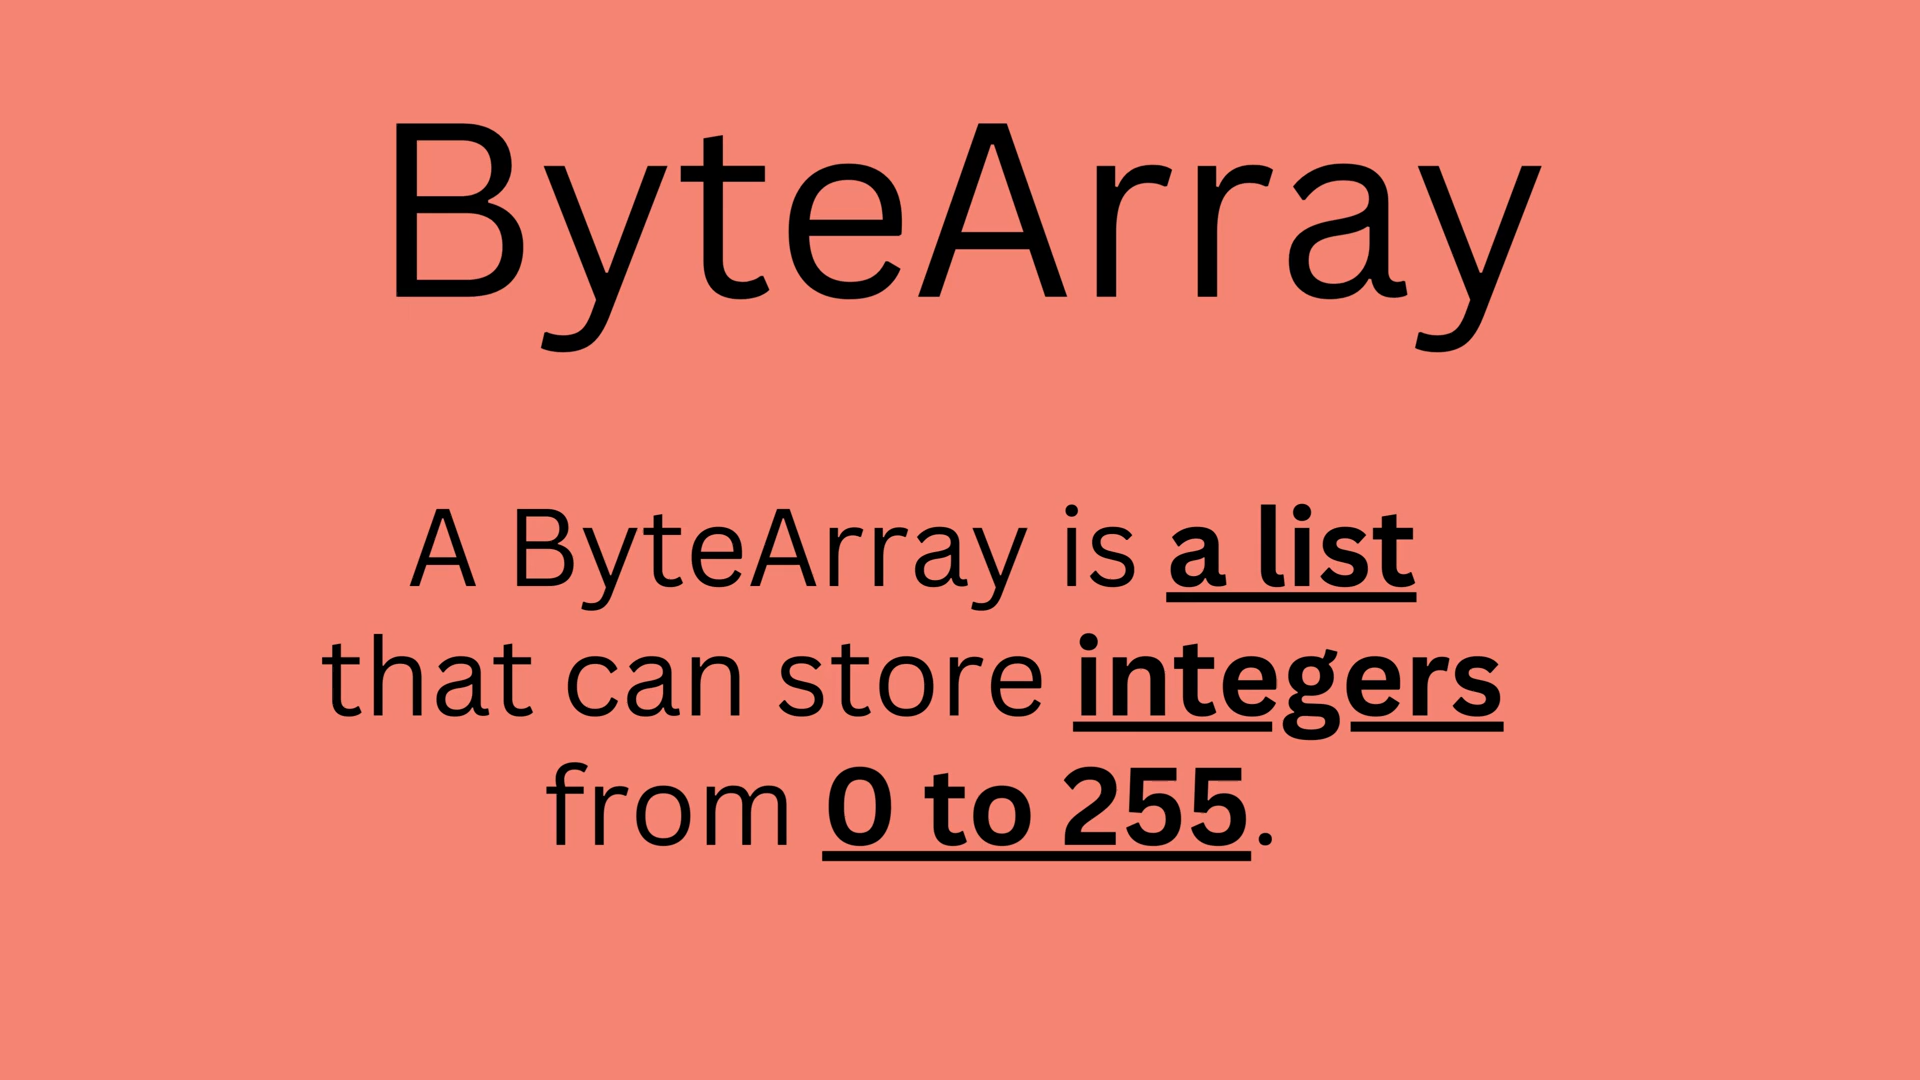 ByteArray
A ByteArray is a list
that can store integers
from 0 to 255.